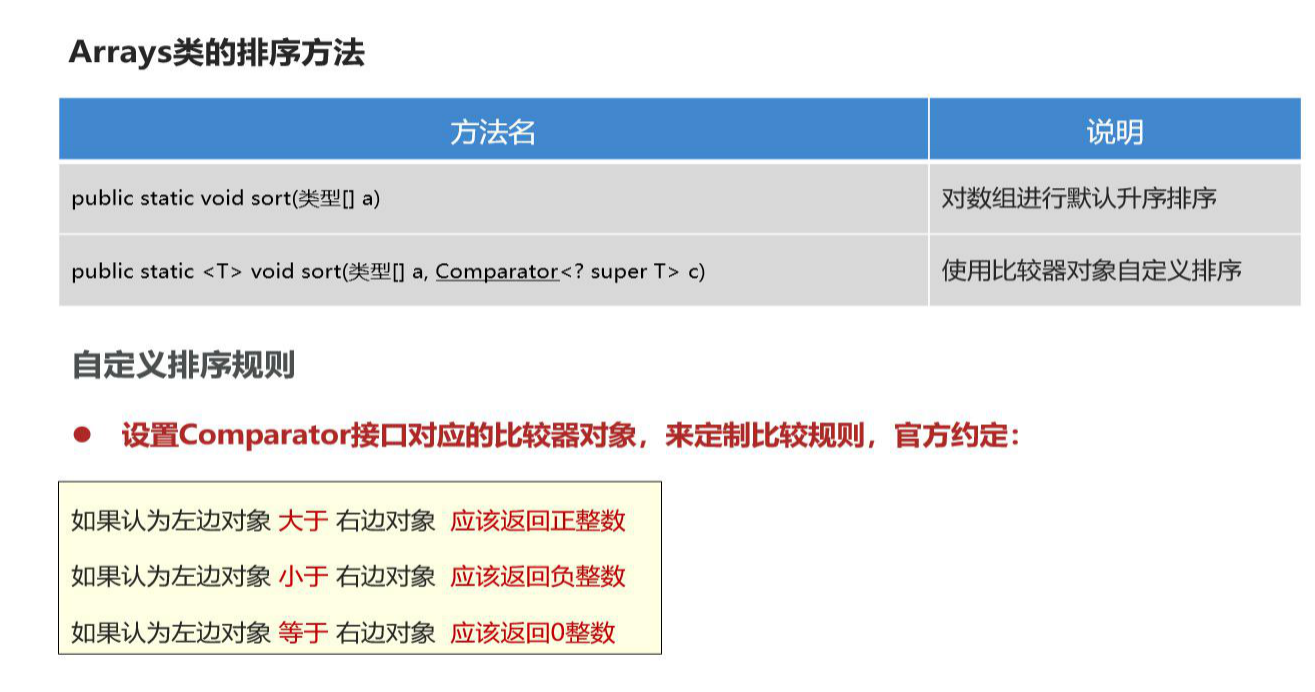 Arrays类的排序方法
方法名 说明
public static void sort(类型[] a) 对数组进行默认升序排序
public static <T> void sort(类型[] a, Comparator<? super T> c) 使用比较器对象自定义排序
自定义排序规则
● 设置Comparator接口对应的比较器对象，来定制比较规则，官方约定：
如果认为左边对象 大于 右边对象 应该返回正整数
如果认为左边对象 小于 右边对象 应该返回负整数
如果认为左边对象 等于 右边对象 应该返回0整数